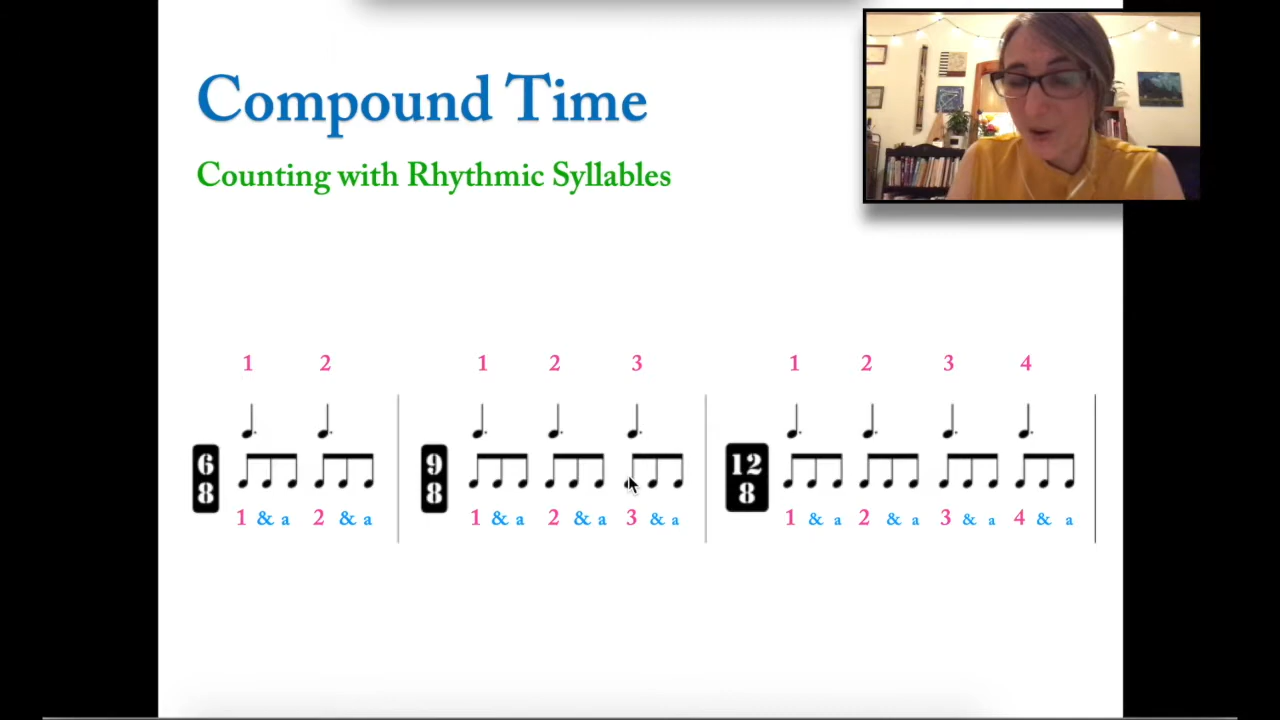 Compound Time
Counting with Rhythmic Syllables
1 2 1 2 3 1 2 3 4
6 9 12
8 8 8
1 & a 2 & a 1 & a 2 & a 3 & a 1 & a 2 & a 3 & a 4 & a